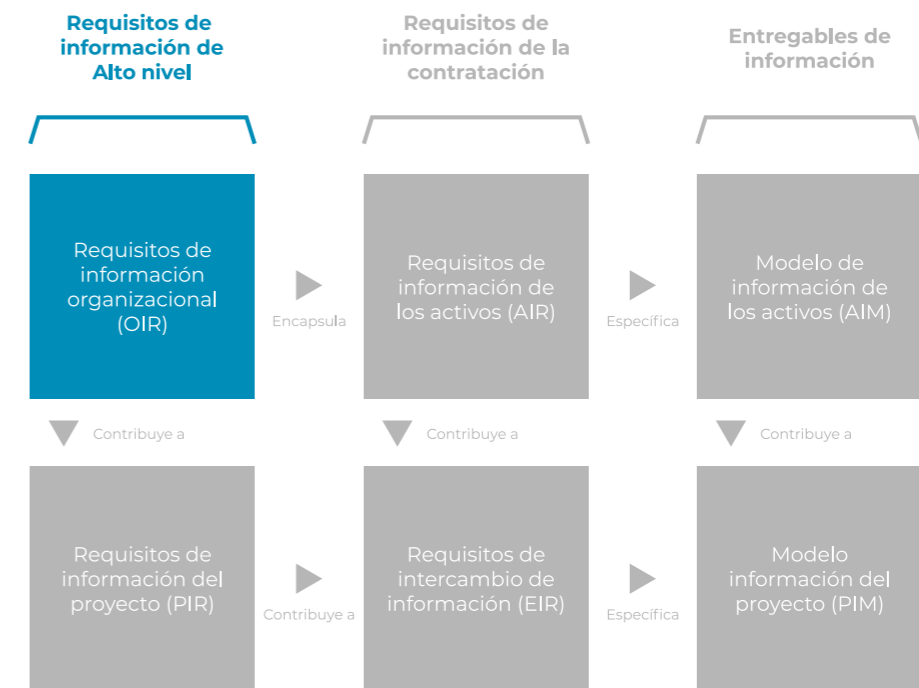 Requisitos de
información de
Alto nivel
Requisitos de
información de la
contratación
Entregables de
información
Requisitos de
información
organizacional
(OIR)
Encapsula
Requisitos de
información de
los activos (AIR)
Específica
Modelo de
información de
los activos (AIM)
Contribuye a
Contribuye a
Contribuye a
Requisitos de
información del
proyecto (PIR)
Contribuye a
Requisitos de
intercambio de
información (EIR)
Específica
Modelo
información del
proyecto (PIM)